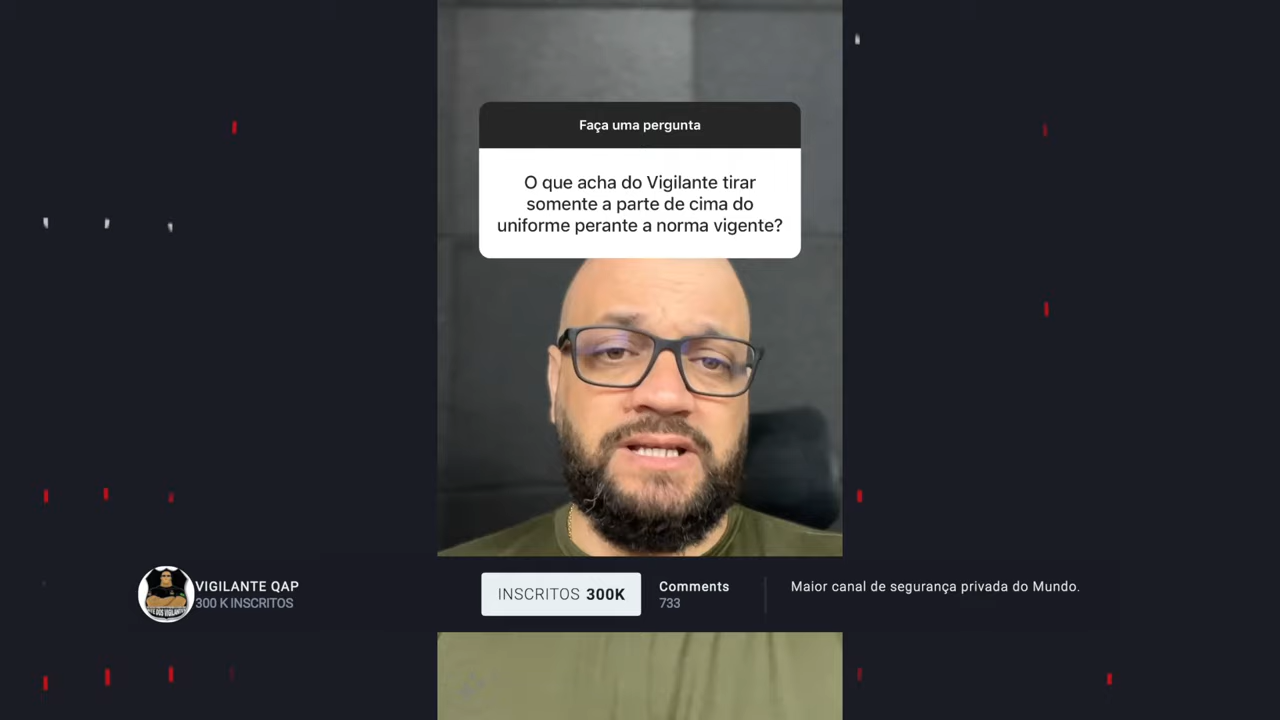 Faça uma pergunta
O que acha do Vigilante tirar
somente a parte de cima do
uniforme perante a norma vigente?
VIGILANTE QAP
300 K INSCRITOS
INSCRITOS 300K
Comments
733
Maior canal de segurança privada do Mundo.